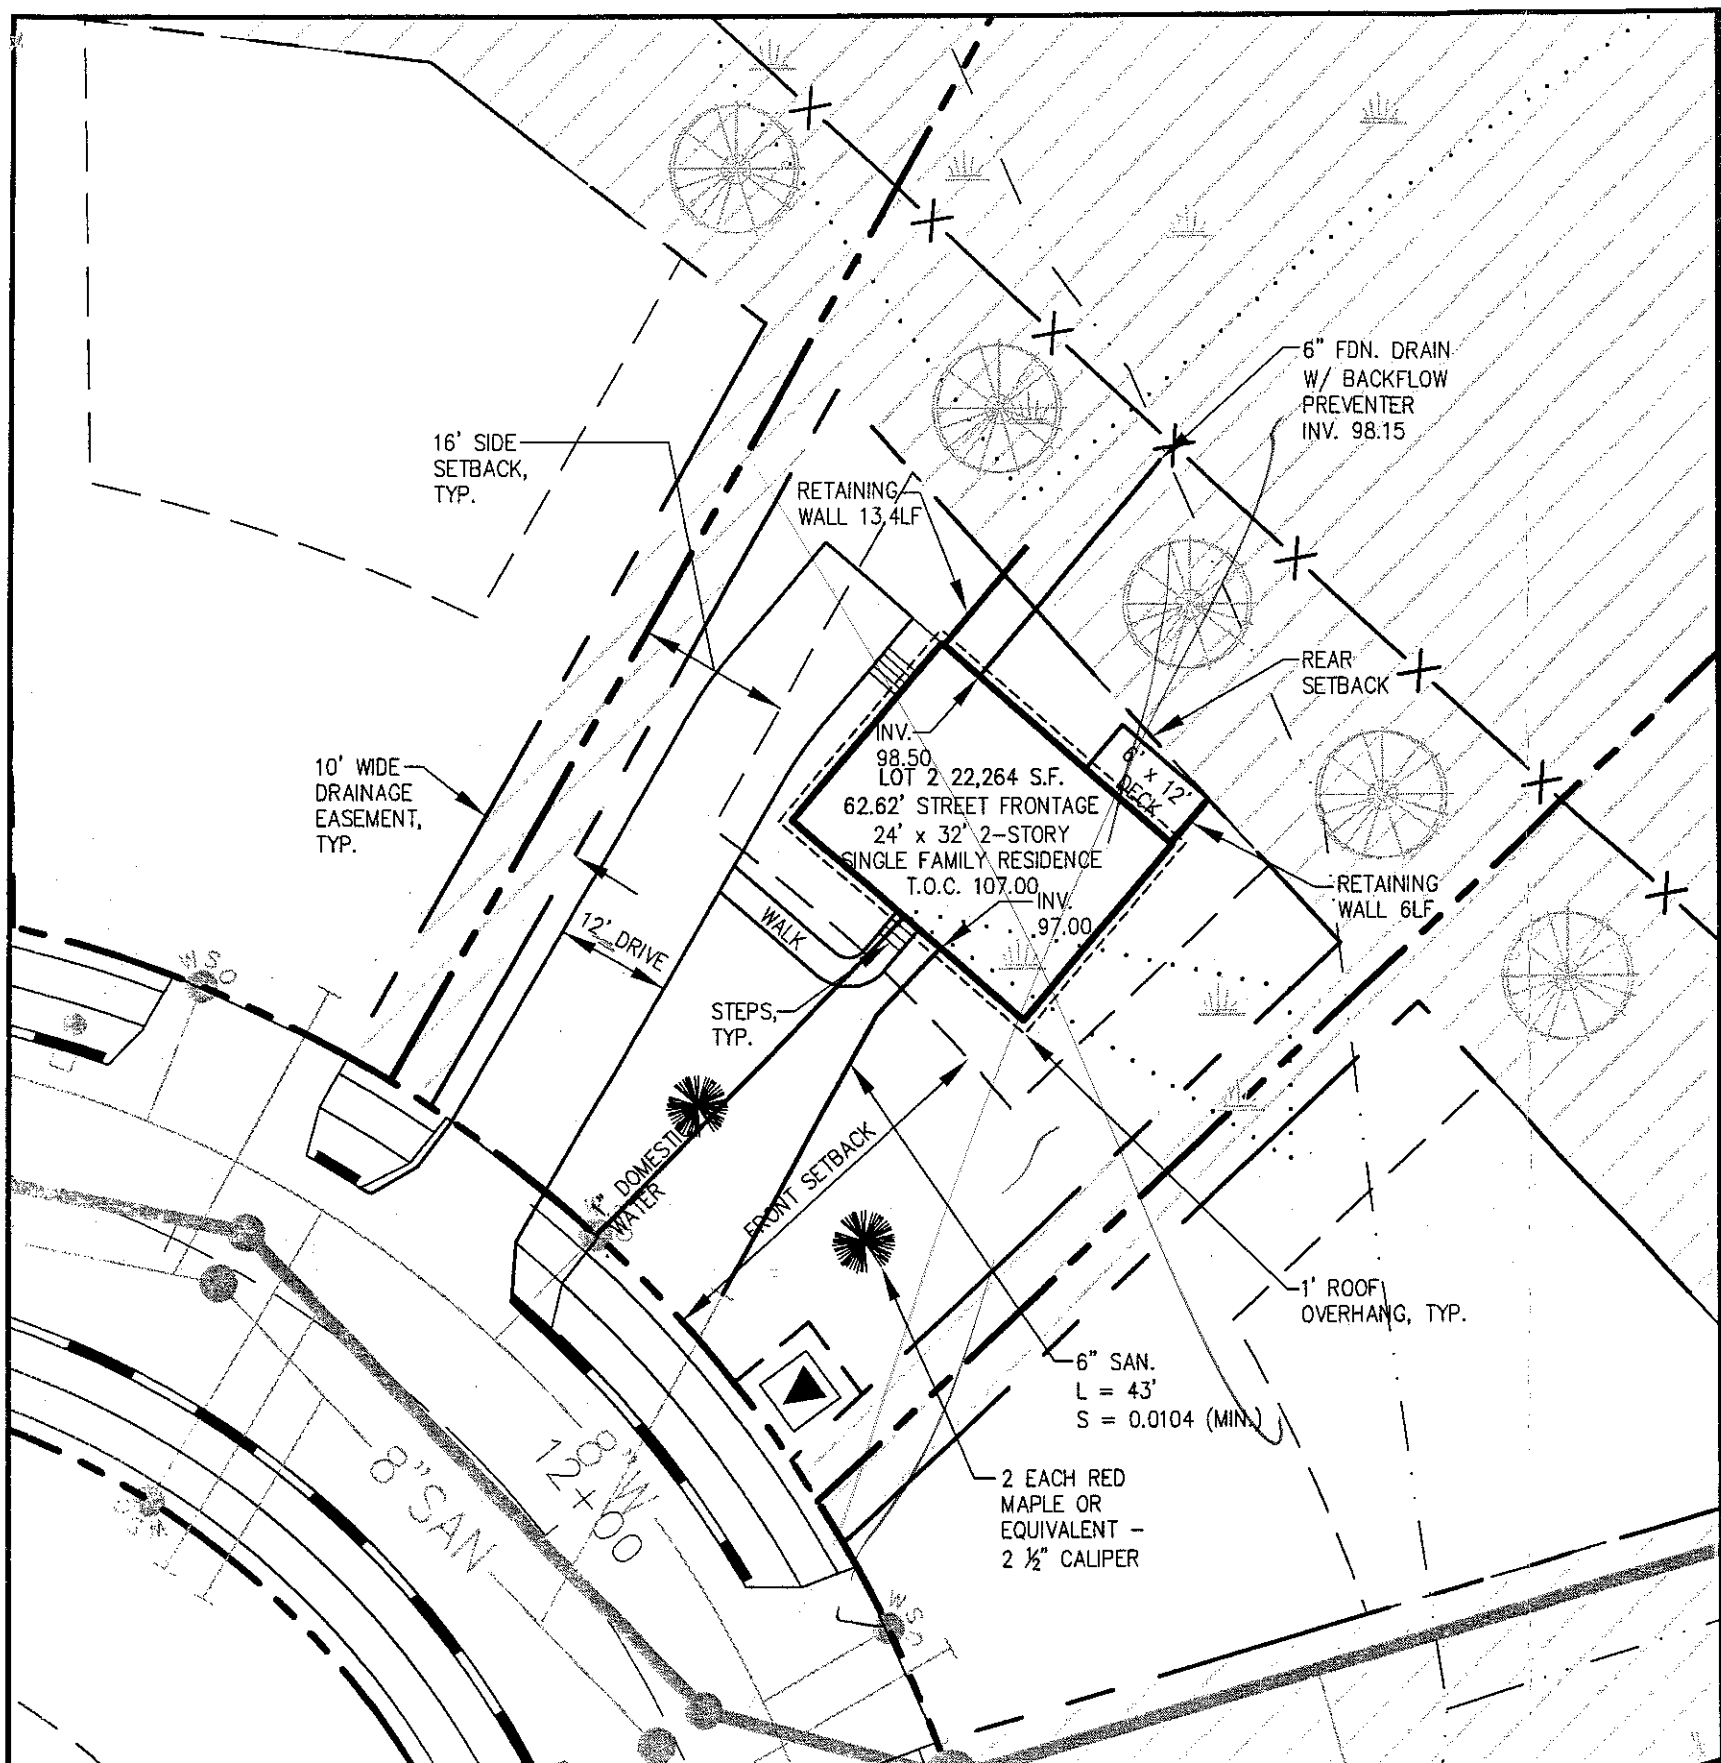 6" FDN. DRAIN
W/ BACKFLOW
PREVENTER
INV. 98.15
16' SIDE
SETBACK,
TYP.
RETAINING
WALL 13.4LF
REAR
SETBACK
10' WIDE
DRAINAGE
EASEMENT,
TYP.
INV.
98.50
LOT 2 22,264 S.F.
62.62' STREET FRONTAGE
24' x 32' 2-STORY
SINGLE FAMILY RESIDENCE
T.O.C. 107.00
INV.
97.00
8' x 12'
DECK
RETAINING
WALL 6LF
12' DRIVE
WALK
STEPS,
TYP.
WSO
1" DOMESTIC
WATER
FRONT SETBACK
1' ROOF
OVERHANG, TYP.
6" SAN.
L = 43'
S = 0.0104 (MIN.)
2 EACH RED
MAPLE OR
EQUIVALENT -
2 ½" CALIPER
8"SAN
8"W
12+00
WSO
WSO